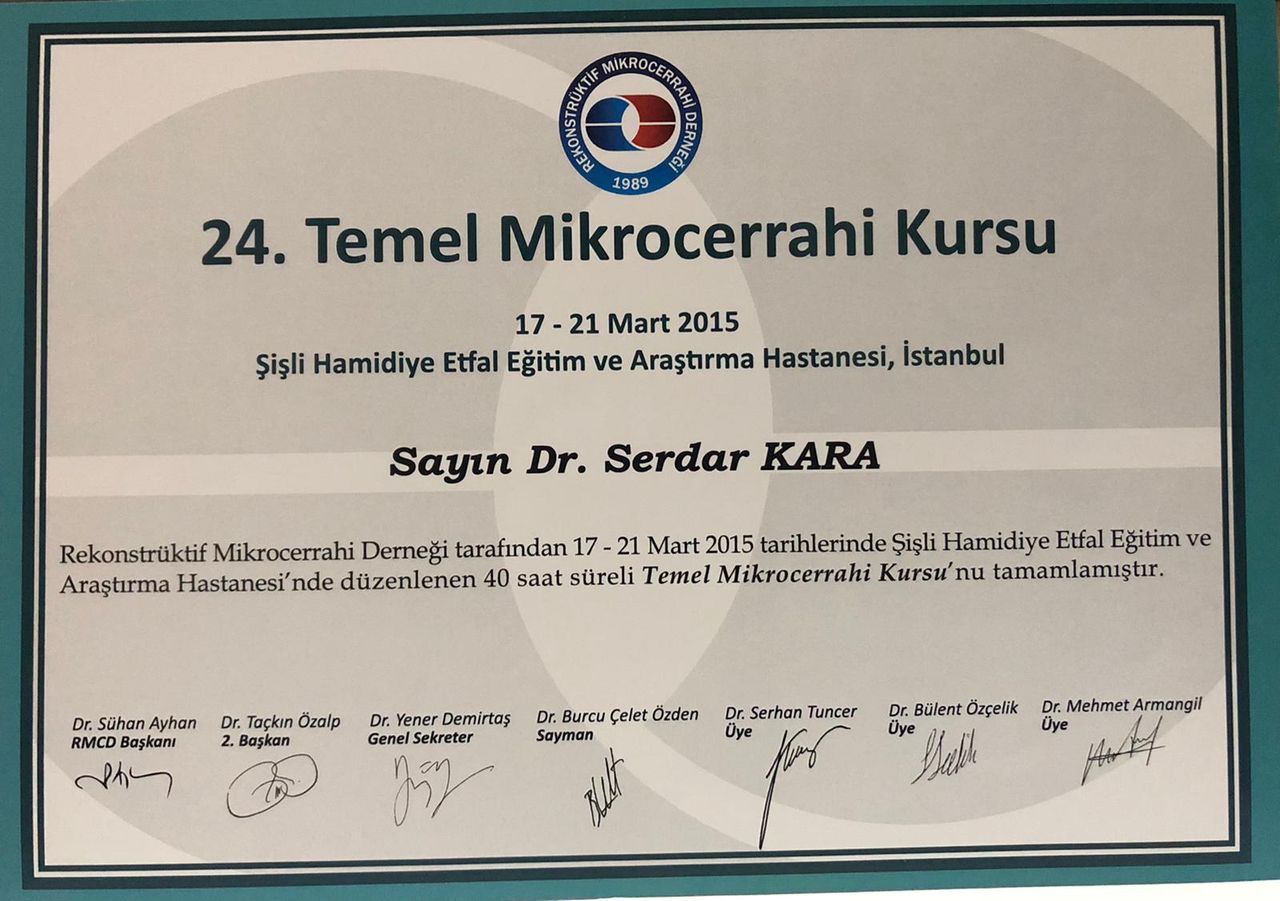 REKONSTRÜKTİF MİKROCERRAHİ DERNEĞİ
1989
24. Temel Mikrocerrahi Kursu
17 - 21 Mart 2015
Şişli Hamidiye Etfal Eğitim ve Araştırma Hastanesi, İstanbul
Sayın Dr. Serdar KARA
Rekonstrüktif Mikrocerrahi Derneği tarafından 17 - 21 Mart 2015 tarihlerinde Şişli Hamidiye Etfal Eğitim ve
Araştırma Hastanesi’nde düzenlenen 40 saat süreli Temel Mikrocerrahi Kursu’nu tamamlamıştır.
Dr. Sühan Ayhan
RMCD Başkanı
Dr. Taçkın Özalp
2. Başkan
Dr. Yener Demirtaş
Genel Sekreter
Dr. Burcu Çelet Özden
Sayman
Dr. Serhan Tuncer
Üye
Dr. Bülent Özçelik
Üye
Dr. Mehmet Armangil
Üye